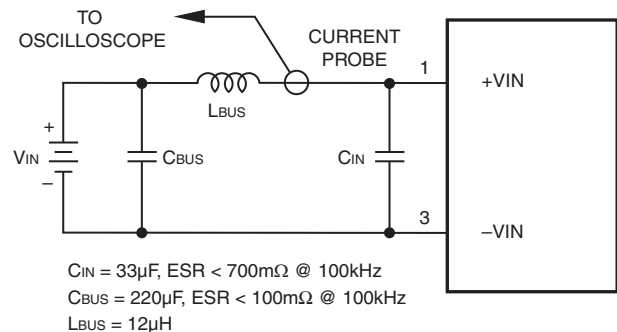 TO
OSCILLOSCOPE
CURRENT
PROBE
LBUS
1
+VIN
+
VIN
–
CBUS
CIN
3
–VIN
CIN = 33µF, ESR < 700mΩ @ 100kHz
CBUS = 220µF, ESR < 100mΩ @ 100kHz
LBUS = 12µH